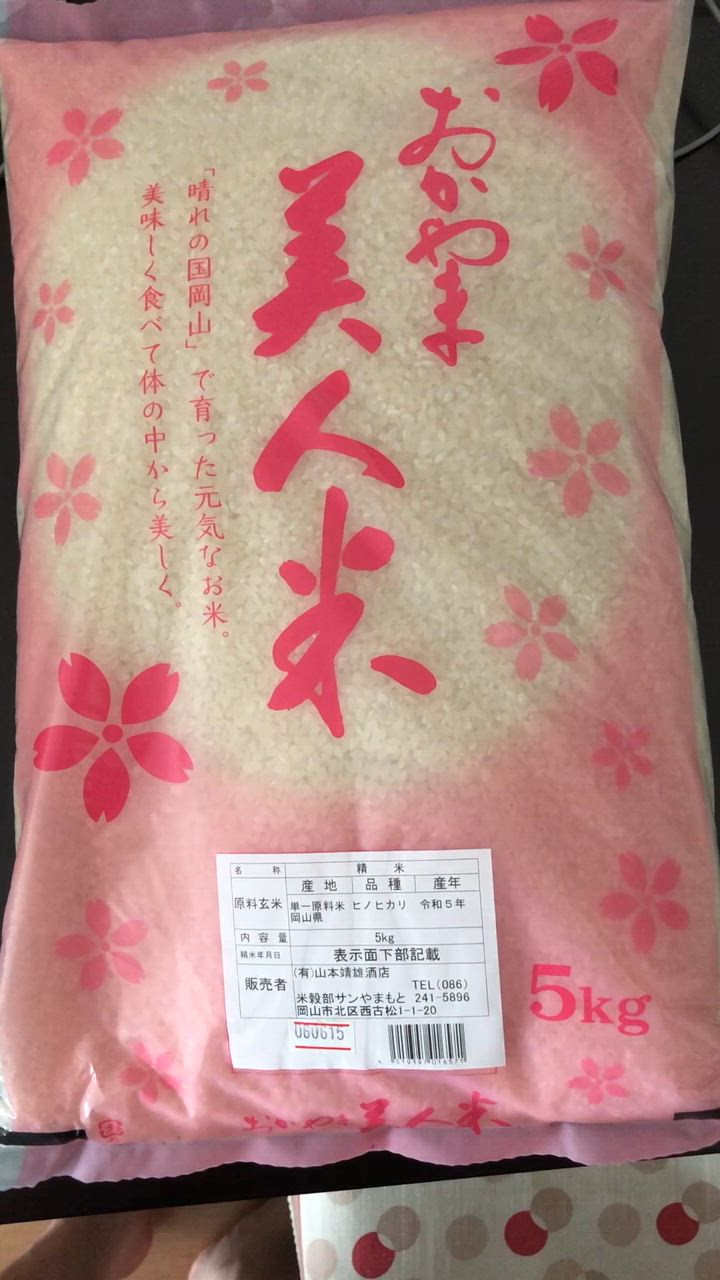 おかやま
美人米
「晴れの国岡山」で育った元気なお米。
美味しく食べて体の中から美しく。
名称 精米
産地 品種 産年
原料玄米 単一原料米 ヒノヒカリ 令和5年
岡山県
内容量 5kg
精米年月日 表示面下部記載
販売者 (有)山本靖雄酒店
TEL(086)
米穀部サンやまもと 241-5896
岡山市北区西古松1-1-20
060615
4 519397 016571
5kg
おかやま 美人米